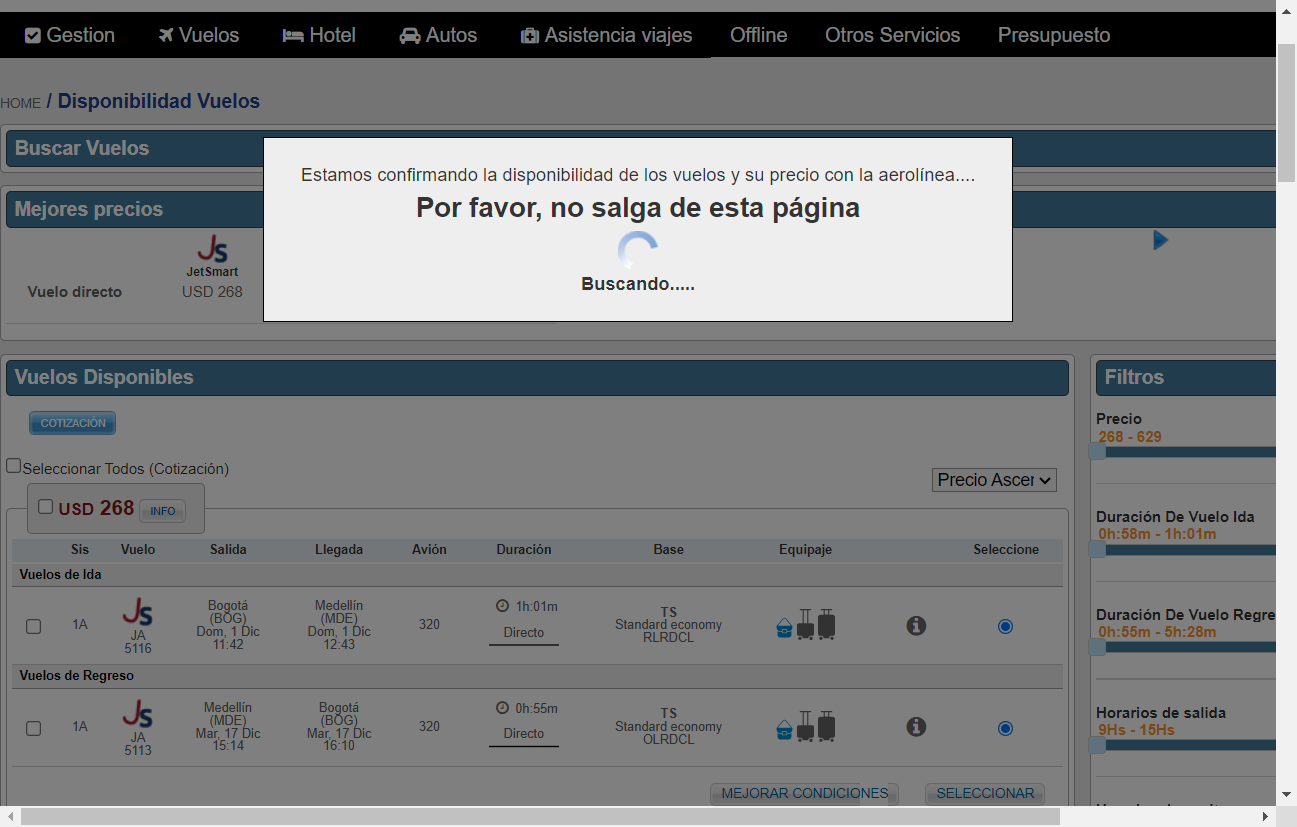 Gestion Vuelos Hotel Autos Asistencia viajes Offline Otros Servicios Presupuesto
HOME / Disponibilidad Vuelos
Buscar Vuelos
Estamos confirmando la disponibilidad de los vuelos y su precio con la aerolínea....
Por favor, no salga de esta página
Buscando.....
Mejores precios
JS
JetSmart
Vuelo directo USD 268
Vuelos Disponibles
COTIZACIÓN
Seleccionar Todos (Cotización)
Precio Ascer
USD 268 INFO
Sis Vuelo Salida Llegada Avión Duración Base Equipaje Seleccione
Vuelos de Ida
1A
JS
JA
5116
Bogotá
(BOG)
Dom, 1 Dic
11:42
Medellín
(MDE)
Dom, 1 Dic
12:43
320
1h:01m
Directo
TS
Standard economy
RLRDCL
Vuelos de Regreso
1A
JS
JA
5113
Medellín
(MDE)
Mar, 17 Dic
15:14
Bogotá
(BOG)
Mar, 17 Dic
16:10
320
0h:55m
Directo
TS
Standard economy
OLRDCL
MEJORAR CONDICIONES SELECCIONAR
Filtros
Precio
268 - 629
Duración De Vuelo Ida
0h:58m - 1h:01m
Duración De Vuelo Regre
0h:55m - 5h:28m
Horarios de salida
9Hs - 15Hs